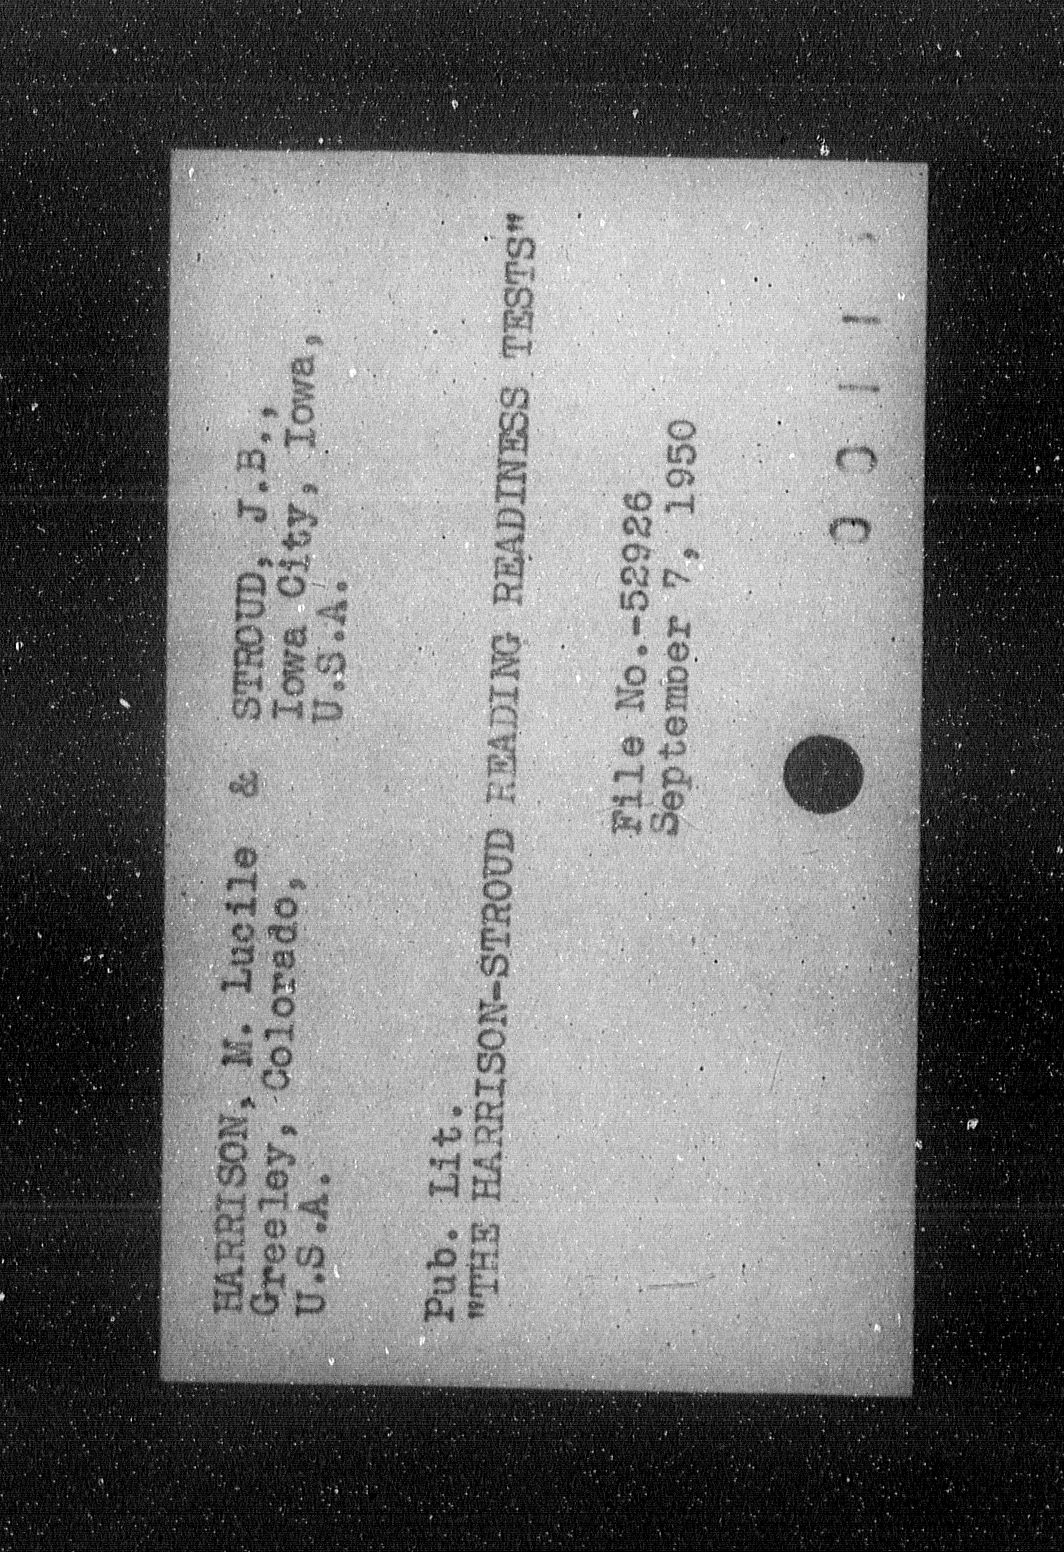 HARRISON, M. Lucile & STROUD, J.B.,
Greeley, Colorado, Iowa City, Iowa,
U.S.A. U.S.A.
Pub. Lit.
"THE HARRISON-STROUD READING READINESS TESTS"
File No.-52926
September 7, 1950